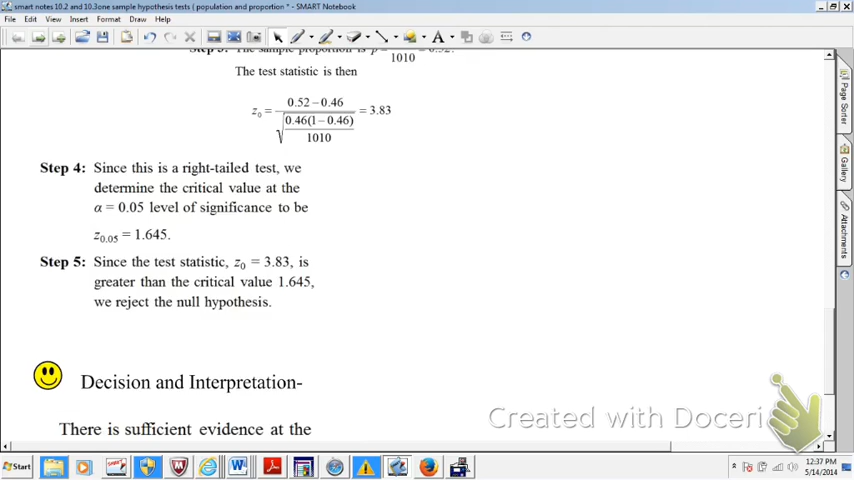 smart notes 10.2 and 10.3one sample hypothesis tests ( population and proportion * - SMART Notebook
File Edit View Insert Format Draw Help
1010
The test statistic is then
z₀ = (0.52 – 0.46) / √(0.46(1 – 0.46) / 1010) = 3.83
Step 4: Since this is a right-tailed test, we
determine the critical value at the
α = 0.05 level of significance to be
z₀.₀₅ = 1.645.
Step 5: Since the test statistic, z₀ = 3.83, is
greater than the critical value 1.645,
we reject the null hypothesis.
Decision and Interpretation-
There is sufficient evidence at the
Created with Doceri
Page Sorter
Gallery
Attachments
Start
12:37 PM
5/14/2014